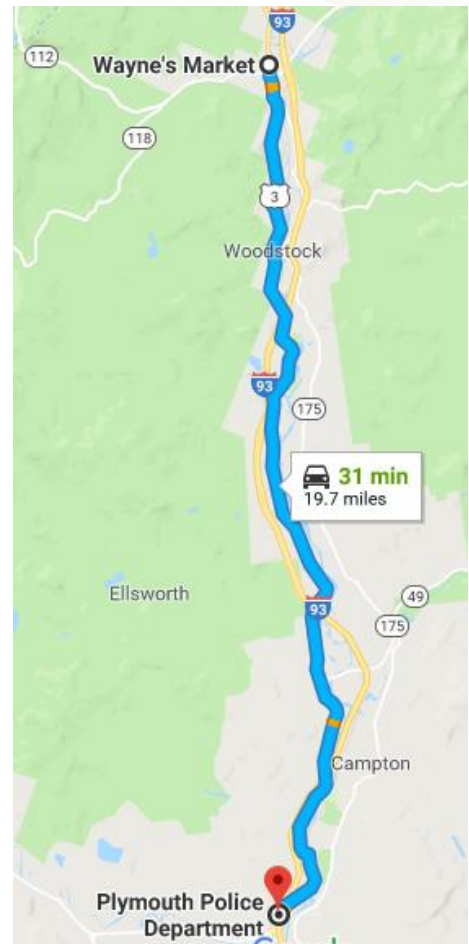 93
112
Wayne's Market
118
3
Woodstock
93
175
31 min
19.7 miles
Ellsworth
93
49
175
Campton
Plymouth Police
Department